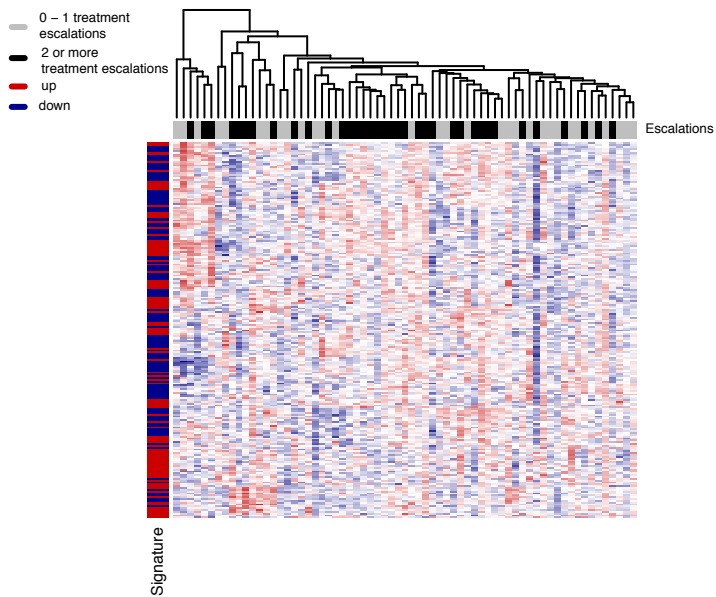 0 − 1 treatment
escalations
2 or more
treatment escalations
up
down
Escalations
Signature